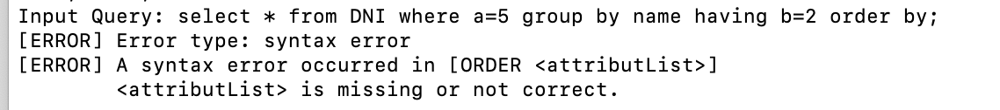 Input Query: select * from DNI where a=5 group by name having b=2 order by;
[ERROR] Error type: syntax error
[ERROR] A syntax error occurred in [ORDER <attributList>]
<attributList> is missing or not correct.